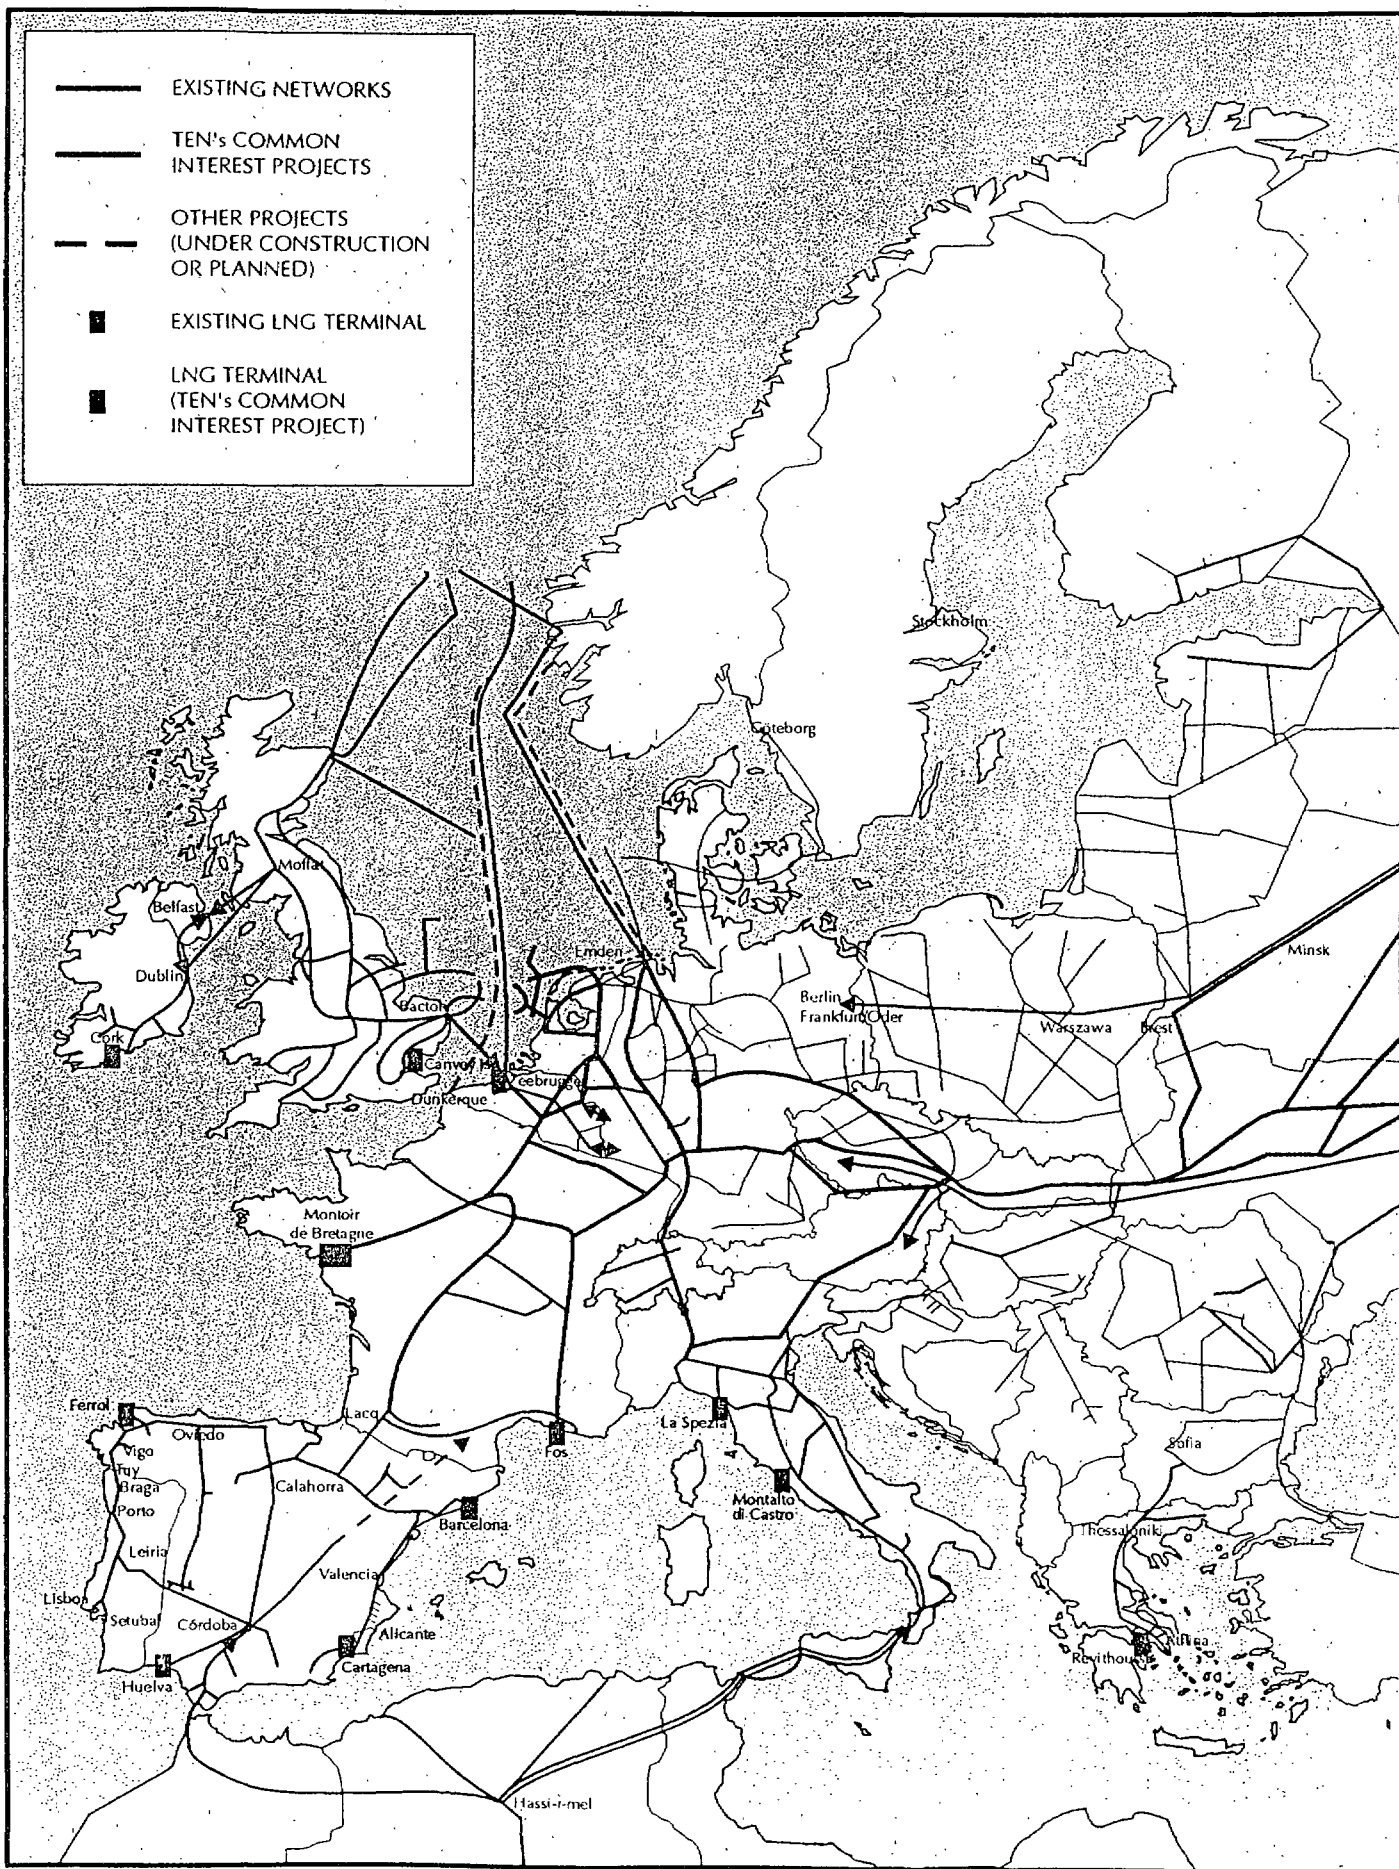 EXISTING NETWORKS
TEN's COMMON
INTEREST PROJECTS
OTHER PROJECTS
(UNDER CONSTRUCTION
OR PLANNED)
EXISTING LNG TERMINAL
LNG TERMINAL
(TEN's COMMON
INTEREST PROJECT)
Stockholm
Göteborg
Moffat
Belfast
Dublin
Cork
Emden
Bacton
Canvey
Zeebrugge
Dunkerque
Berlin
Frankfurt/Oder
Warszawa
Brest
Minsk
Montoir
de Bretagne
Ferrol
Oviedo
Lacq
Fos
La Spezia
Vigo
Tuy
Braga
Porto
Calahorra
Barcelona
Montalto
di Castro
Sofia
Thessaloniki
Leiria
Valencia
Lisboa
Setubal
Córdoba
Alicante
Cartagena
Huelva
Hassi-r-mel